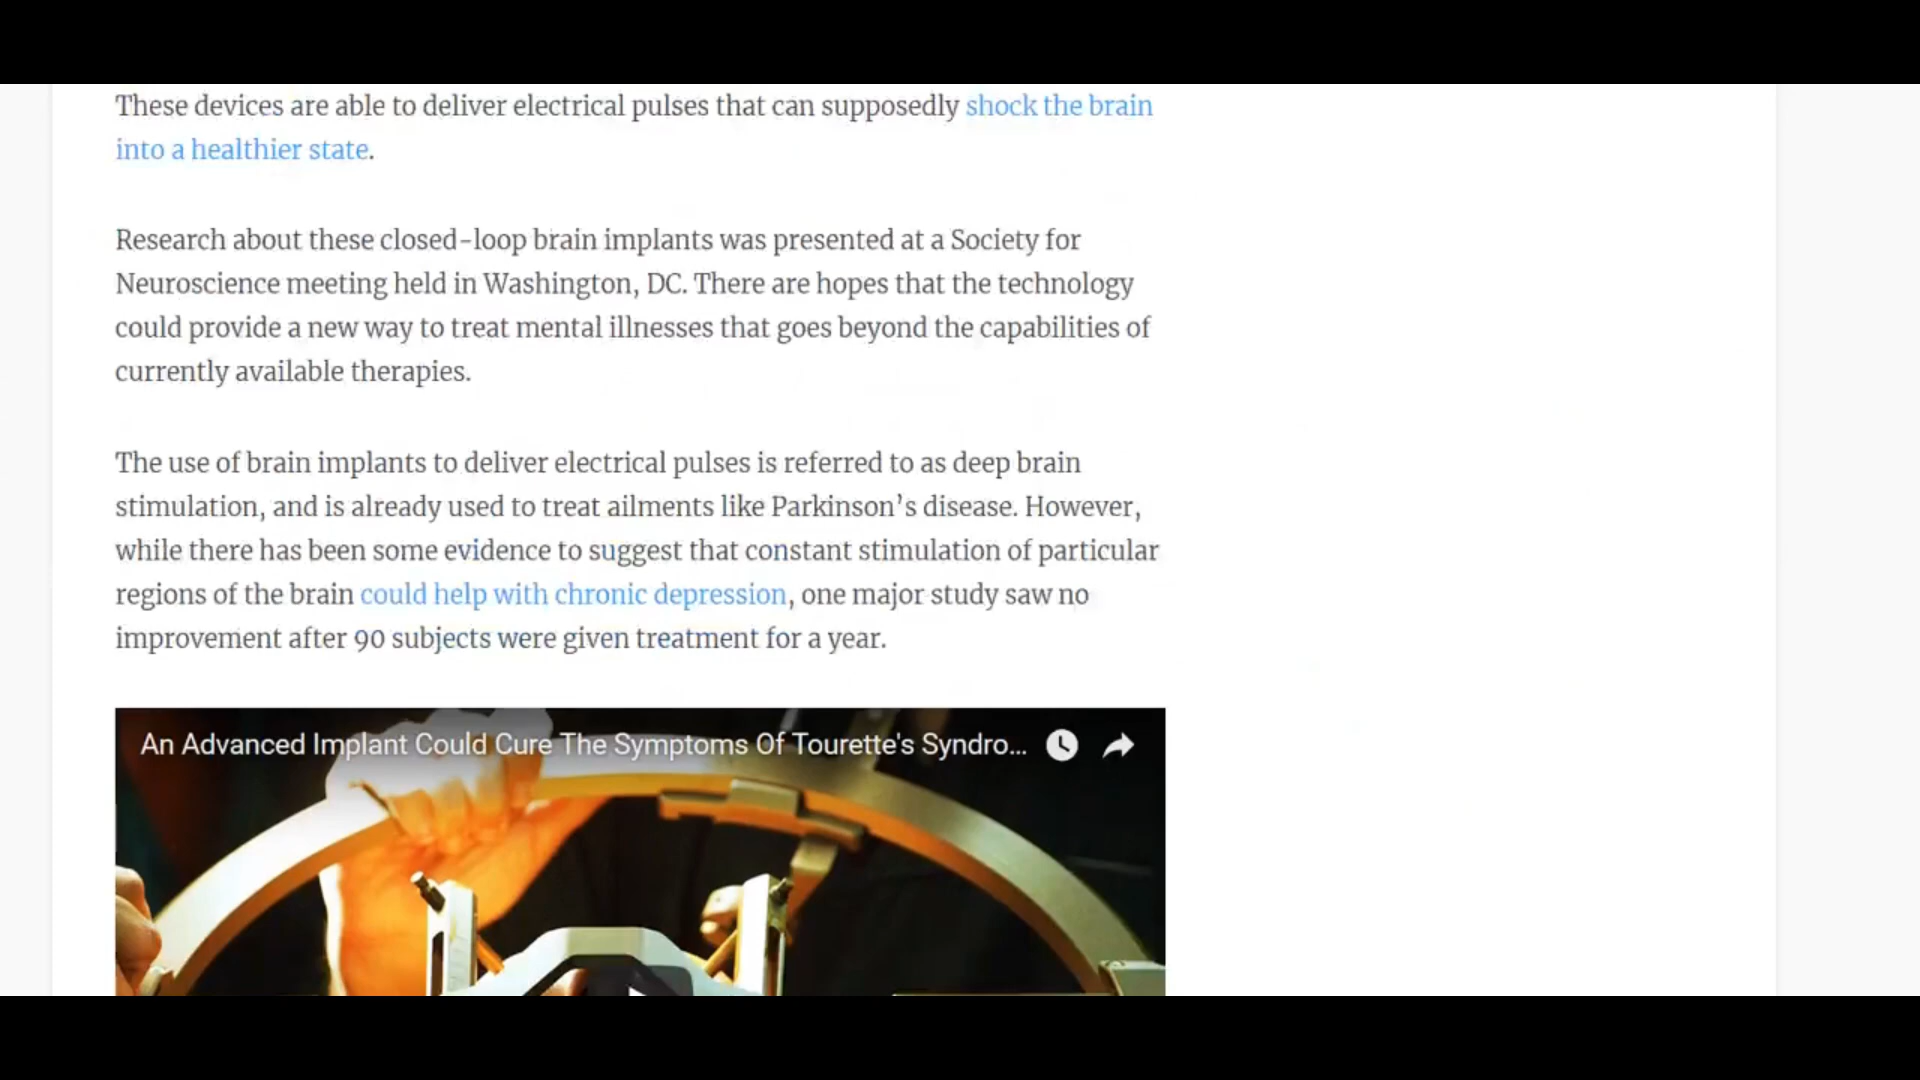 These devices are able to deliver electrical pulses that can supposedly shock the brain
into a healthier state.
Research about these closed-loop brain implants was presented at a Society for
Neuroscience meeting held in Washington, DC. There are hopes that the technology
could provide a new way to treat mental illnesses that goes beyond the capabilities of
currently available therapies.
The use of brain implants to deliver electrical pulses is referred to as deep brain
stimulation, and is already used to treat ailments like Parkinson’s disease. However,
while there has been some evidence to suggest that constant stimulation of particular
regions of the brain could help with chronic depression, one major study saw no
improvement after 90 subjects were given treatment for a year.
An Advanced Implant Could Cure The Symptoms Of Tourette's Syndro...